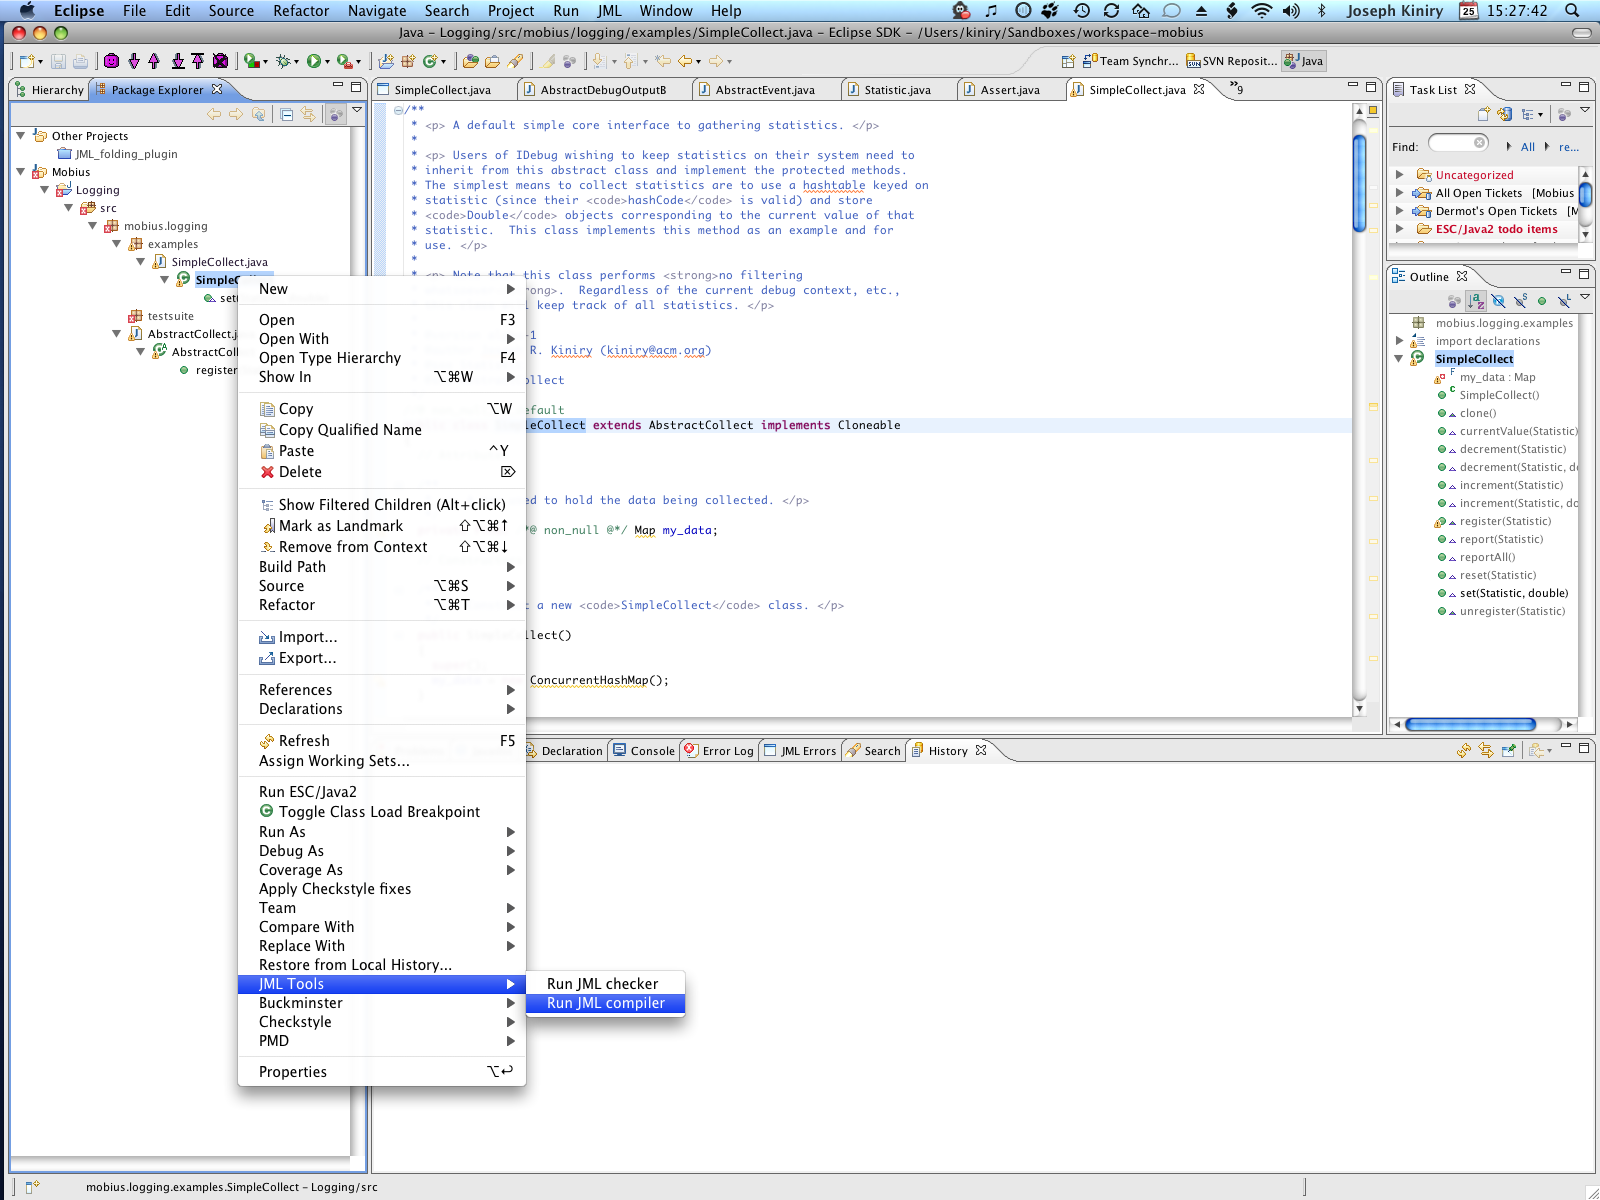 Eclipse File Edit Source Refactor Navigate Search Project Run JML Window Help Joseph Kiniry 25 15:27:42
Java – Logging/src/mobius/logging/examples/SimpleCollect.java – Eclipse SDK – /Users/kiniry/Sandboxes/workspace-mobius
Team Synchr... SVN Reposit... Java
Hierarchy Package Explorer
Other Projects
JML_folding_plugin
Mobius
Logging
src
mobius.logging
examples
SimpleCollect.java
SimpleC
set
testsuite
AbstractCollect.j
AbstractColl
register
New
Open F3
Open With
Open Type Hierarchy F4
Show In ⌥⌘W
Copy ⌥W
Copy Qualified Name
Paste ^Y
Delete ⌦
Show Filtered Children (Alt+click)
Mark as Landmark ⇧⌥⌘↑
Remove from Context ⇧⌥⌘↓
Build Path
Source ⌥⌘S
Refactor ⌥⌘T
Import...
Export...
References
Declarations
Refresh F5
Assign Working Sets...
Run ESC/Java2
Toggle Class Load Breakpoint
Run As
Debug As
Coverage As
Apply Checkstyle fixes
Team
Compare With
Replace With
Restore from Local History...
JML Tools
Buckminster
Checkstyle
PMD
Properties ⌥↩
Run JML checker
Run JML compiler
SimpleCollect.java AbstractDebugOutputB AbstractEvent.java Statistic.java Assert.java SimpleCollect.java »9
/**
* <p> A default simple core interface to gathering statistics. </p>
*
* <p> Users of IDebug wishing to keep statistics on their system need to
* inherit from this abstract class and implement the protected methods.
* The simplest means to collect statistics are to use a hashtable keyed on
* statistic (since their <code>hashCode</code> is valid) and store
* <code>Double</code> objects corresponding to the current value of that
* statistic.  This class implements this method as an example and for
* use. </p>
*
* <p> Note that this class performs <strong>no filtering
rong>.  Regardless of the current debug context, etc.,
l keep track of all statistics. </p>
-1
R. Kiniry (kiniry@acm.org)
llect
efault
leCollect extends AbstractCollect implements Cloneable
ed to hold the data being collected. </p>
*@ non_null @*/ Map my_data;
t a new <code>SimpleCollect</code> class. </p>
llect()
ConcurrentHashMap();
Declaration Console Error Log JML Errors Search History
Task List
Find: All re...
Uncategorized
All Open Tickets [Mobius
Dermot's Open Tickets [M
ESC/Java2 todo items
Outline
mobius.logging.examples
import declarations
SimpleCollect
my_data : Map
SimpleCollect()
clone()
currentValue(Statistic)
decrement(Statistic)
decrement(Statistic, do
increment(Statistic)
increment(Statistic, do
register(Statistic)
report(Statistic)
reportAll()
reset(Statistic)
set(Statistic, double)
unregister(Statistic)
mobius.logging.examples.SimpleCollect – Logging/src